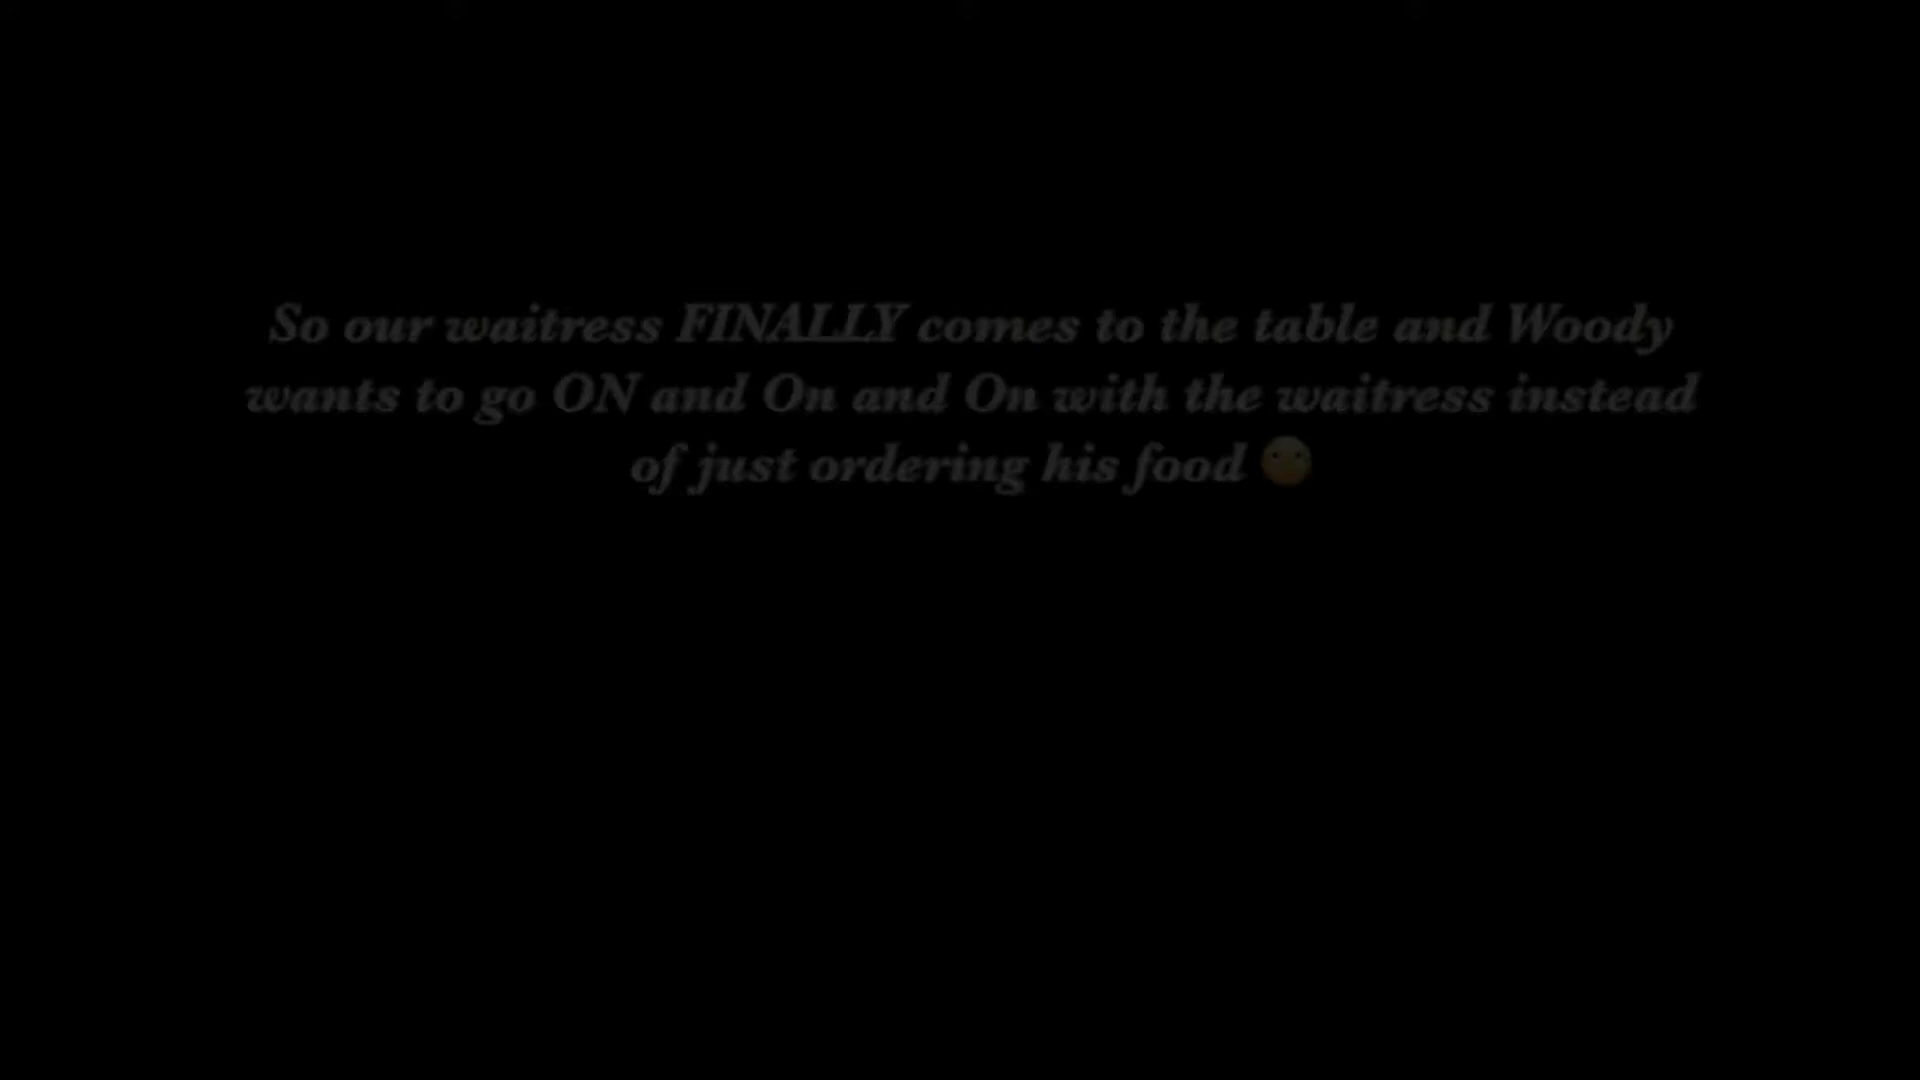 So our waitress FINALLY comes to the table and Woody
wants to go ON and On and On with the waitress instead
of just ordering his food